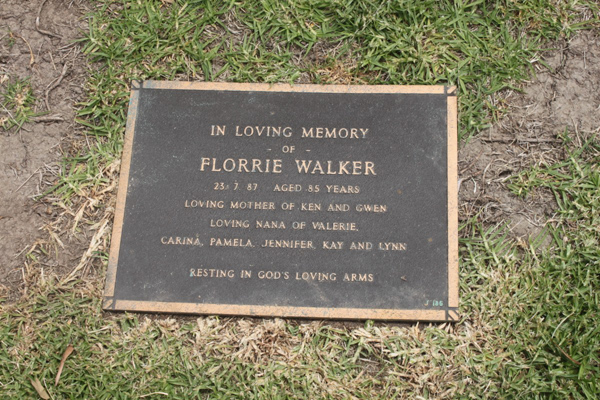 IN LOVING MEMORY
- OF -
FLORRIE WALKER
23. 7. 87 AGED 85 YEARS
LOVING MOTHER OF KEN AND GWEN
LOVING NANA OF VALERIE,
CARINA, PAMELA, JENNIFER, KAY AND LYNN
RESTING IN GOD'S LOVING ARMS